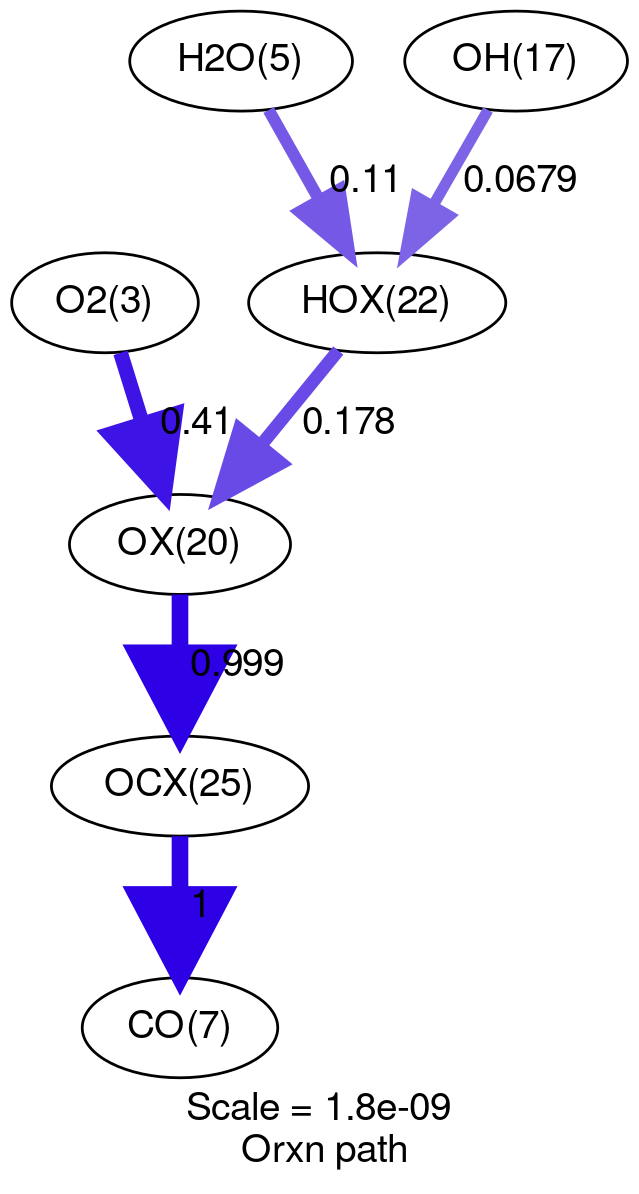 H2O(5)
OH(17)
0.11
0.0679
O2(3)
HOX(22)
0.41
0.178
OX(20)
0.999
OCX(25)
1
CO(7)
Scale = 1.8e-09
Orxn path